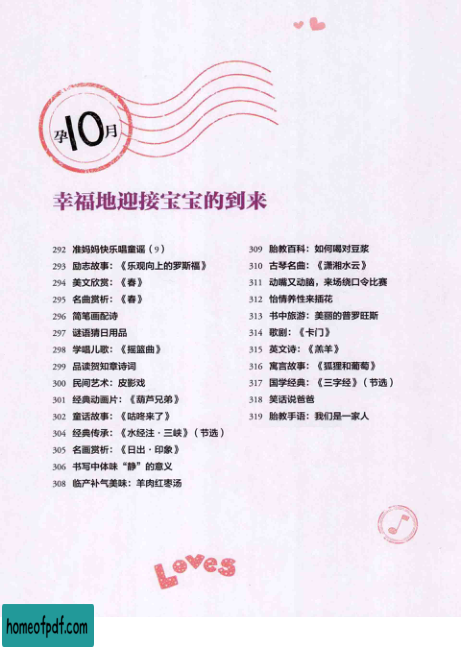 孕10月
幸福地迎接宝宝的到来
292 准妈妈快乐唱童谣（9）
293 励志故事：《乐观向上的罗斯福》
294 美文欣赏：《春》
295 名曲赏析：《春》
296 简笔画配诗
297 谜语猜日用品
298 学唱儿歌：《摇篮曲》
299 品读贺知章诗词
300 民间艺术：皮影戏
301 经典动画片：《葫芦兄弟》
302 童话故事：《咕咚来了》
304 经典传承：《水经注·三峡》（节选）
305 名画赏析：《日出·印象》
306 书写中体味“静”的意义
308 临产补气美味：羊肉红枣汤
309 胎教百科：如何喝对豆浆
310 古琴名曲：《潇湘水云》
311 动嘴又动脑，来场绕口令比赛
312 怡情养性来插花
313 书中旅游：美丽的普罗旺斯
314 歌剧：《卡门》
315 英文诗：《羔羊》
316 寓言故事：《狐狸和葡萄》
317 国学经典：《三字经》（节选）
318 笑话说爸爸
319 胎教手语：我们是一家人
Loves
homeofpdf.com